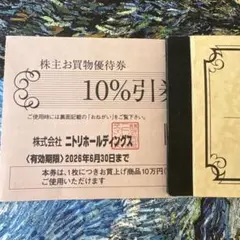 株主お買物優待券
10%引
ご使用時には裏面記載の「おねがい」をご覧下さい。
株式会社 ニトリホールディングス
〈有効期限〉2026年6月30日まで
本券は、1枚につきお買上げ商品10万円
ご使用いただけます